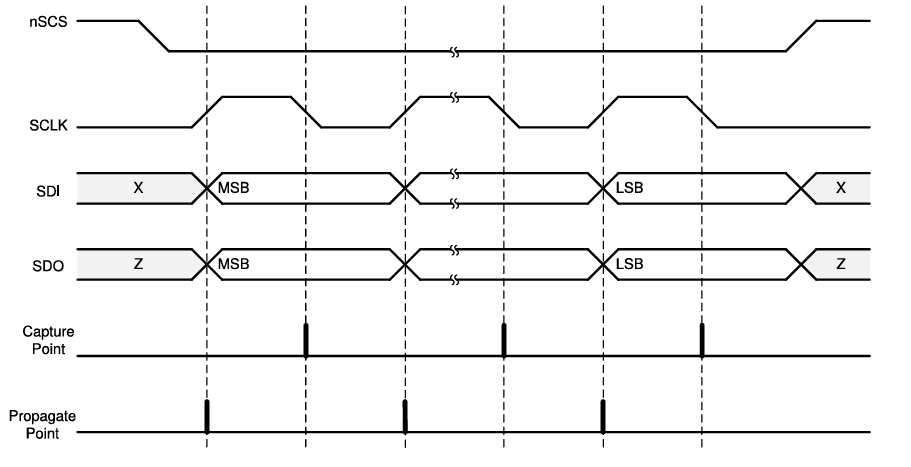 nSCS
SCLK
SDI
X
MSB
LSB
X
SDO
Z
MSB
LSB
Z
Capture
Point
Propagate
Point